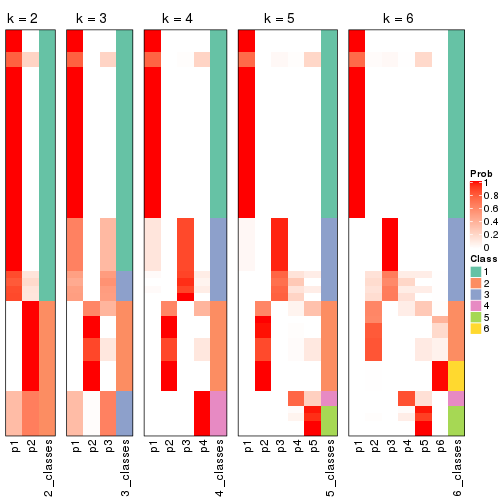 k = 2
k = 3
k = 4
k = 5
k = 6
Prob
1
0.8
0.6
0.4
0.2
0
Class
1
2
3
4
5
6
p1
p2
2_classes
p1
p2
p3
3_classes
p1
p2
p3
p4
4_classes
p1
p2
p3
p4
p5
5_classes
p1
p2
p3
p4
p5
p6
6_classes